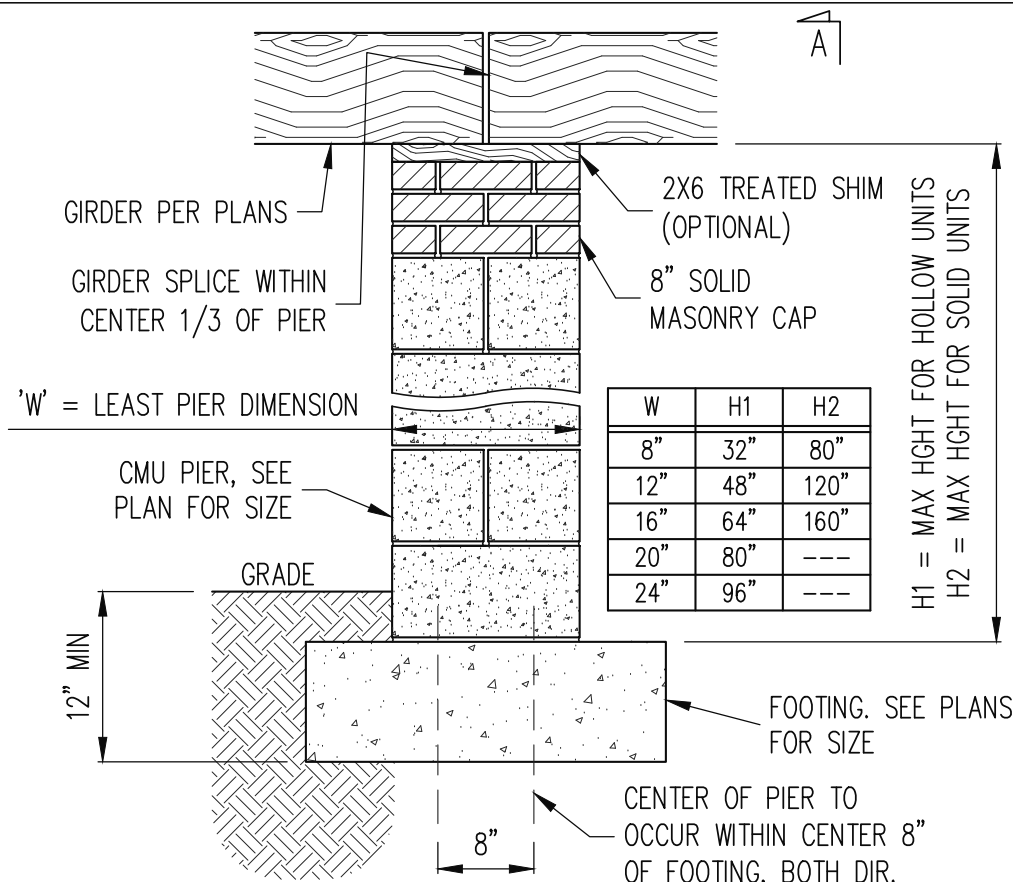 A
GIRDER PER PLANS
GIRDER SPLICE WITHIN
CENTER 1/3 OF PIER
2X6 TREATED SHIM
(OPTIONAL)
8" SOLID
MASONRY CAP
H1 = MAX HGHT FOR HOLLOW UNITS
H2 = MAX HGHT FOR SOLID UNITS
'W' = LEAST PIER DIMENSION
CMU PIER, SEE
PLAN FOR SIZE
W H1 H2
8" 32" 80"
12" 48" 120"
16" 64" 160"
20" 80" ---
24" 96" ---
GRADE
12" MIN
FOOTING. SEE PLANS
FOR SIZE
8"
CENTER OF PIER TO
OCCUR WITHIN CENTER 8"
OF FOOTING. BOTH DIR.